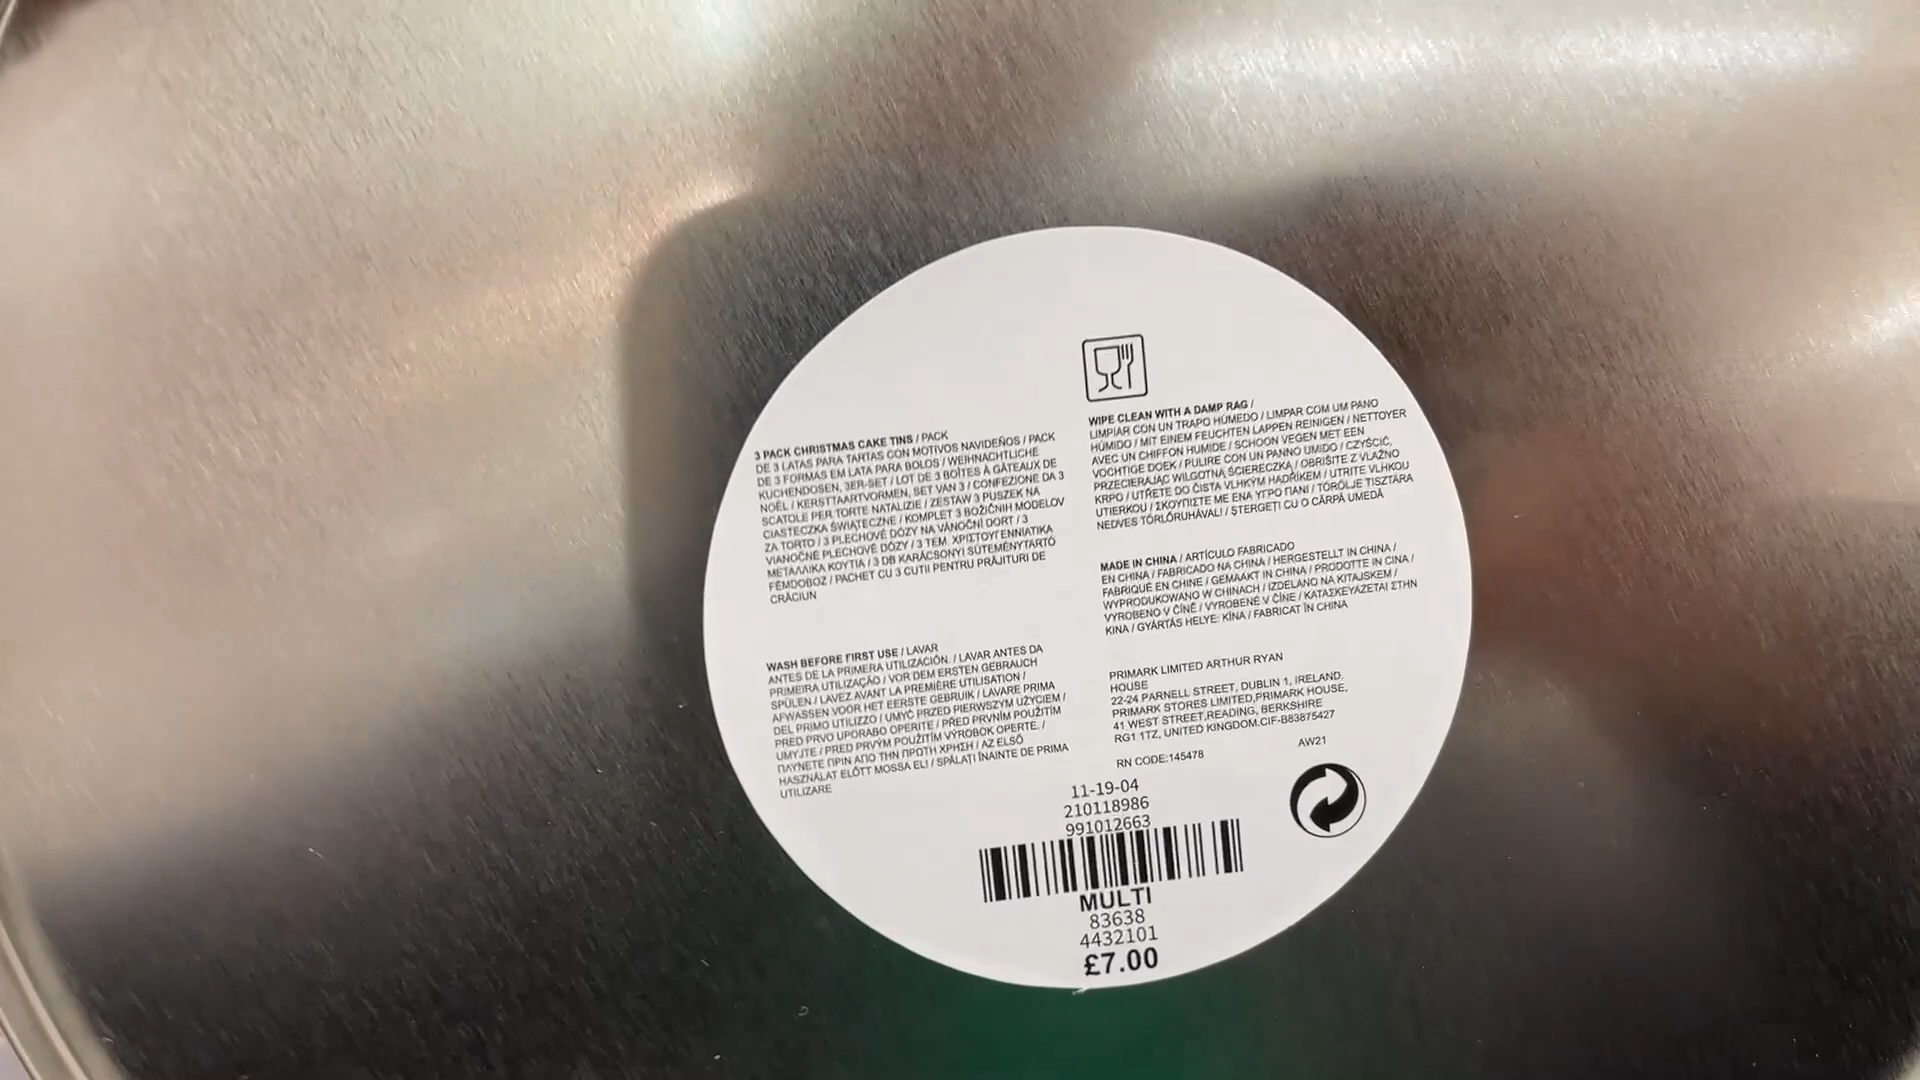 3 PACK CHRISTMAS CAKE TINS / PACK
DE 3 LATAS PARA TARTAS CON MOTIVOS NAVIDEÑOS / PACK
DE 3 FORMAS EM LATA PARA BOLOS / WEIHNACHTLICHE
KUCHENDOSEN, 3ER-SET / LOT DE 3 BOÎTES À GÂTEAUX DE
NOËL / KERSTTAARTVORMEN, SET VAN 3 / CONFEZIONE DA 3
SCATOLE PER TORTE NATALIZIE / ZESTAW 3 PUSZEK NA
CIASTECZKA ŚWIĄTECZNE / KOMPLET 3 BOŽIČNIH MODELOV
ZA TORTO / 3 PLECHOVÉ DÓZY NA VÁNOČNÍ DORT / 3
VIANOČNÉ PLECHOVÉ DÓZY / 3 ΤΕΜ. ΧΡΙΣΤΟΥΓΕΝΝΙΑΤΙΚΑ
ΜΕΤΑΛΛΙΚΑ ΚΟΥΤΙΑ / 3 DB KARÁCSONYI SÜTEMÉNYTARTÓ
FÉMDOBOZ / PACHET CU 3 CUTII PENTRU PRĂJITURI DE
CRĂCIUN
WASH BEFORE FIRST USE / LAVAR
ANTES DE LA PRIMERA UTILIZACIÓN. / LAVAR ANTES DA
PRIMEIRA UTILIZAÇÃO / VOR DEM ERSTEN GEBRAUCH
SPÜLEN / LAVEZ AVANT LA PREMIÈRE UTILISATION /
AFWASSEN VOOR HET EERSTE GEBRUIK / LAVARE PRIMA
DEL PRIMO UTILIZZO / UMYĆ PRZED PIERWSZYM UŻYCIEM /
PRED PRVO UPORABO OPERITE / PŘED PRVNÍM POUŽITÍM
UMYJTE / PRED PRVÝM POUŽITÍM VÝROBOK OPERTE. /
ΠΛΥΝΕΤΕ ΠΡΙΝ ΑΠΟ ΤΗΝ ΠΡΩΤΗ ΧΡΗΣΗ / AZ ELSŐ
HASZNÁLAT ELŐTT MOSSA EL! / SPĂLAȚI ÎNAINTE DE PRIMA
UTILIZARE
WIPE CLEAN WITH A DAMP RAG /
LIMPIAR CON UN TRAPO HÚMEDO / LIMPAR COM UM PANO
HÚMIDO / MIT EINEM FEUCHTEN LAPPEN REINIGEN / NETTOYER
AVEC UN CHIFFON HUMIDE / SCHOON VEGEN MET EEN
VOCHTIGE DOEK / PULIRE CON UN PANNO UMIDO / CZYŚCIĆ,
PRZECIERAJĄC WILGOTNĄ ŚCIERECZKĄ / OBRIŠITE Z VLAŽNO
KRPO / UTŘETE DO ČISTA VLHKÝM HADŘÍKEM / UTRITE VLHKOU
UTIERKOU / ΣΚΟΥΠΙΣΤΕ ΜΕ ΕΝΑ ΥΓΡΟ ΠΑΝΙ / TÖRÖLJE TISZTÁRA
NEDVES TÖRLŐRUHÁVAL! / ȘTERGEȚI CU O CÂRPĂ UMEDĂ
MADE IN CHINA / ARTÍCULO FABRICADO
EN CHINA / FABRICADO NA CHINA / HERGESTELLT IN CHINA /
FABRIQUÉ EN CHINE / GEMAAKT IN CHINA / PRODOTTE IN CINA /
WYPRODUKOWANO W CHINACH / IZDELANO NA KITAJSKEM /
VYROBENO V ČÍNĚ / VYROBENÉ V ČÍNE / ΚΑΤΑΣΚΕΥΑΖΕΤΑΙ ΣΤΗΝ
ΚΙΝΑ / GYÁRTÁS HELYE: KÍNA / FABRICAT ÎN CHINA
PRIMARK LIMITED ARTHUR RYAN
HOUSE
22-24 PARNELL STREET, DUBLIN 1, IRELAND.
PRIMARK STORES LIMITED,PRIMARK HOUSE,
41 WEST STREET,READING, BERKSHIRE
RG1 1TZ, UNITED KINGDOM.CIF-B83875427
AW21
RN CODE:145478
11-19-04
210118986
991012663
MULTI
83638
4432101
£7.00